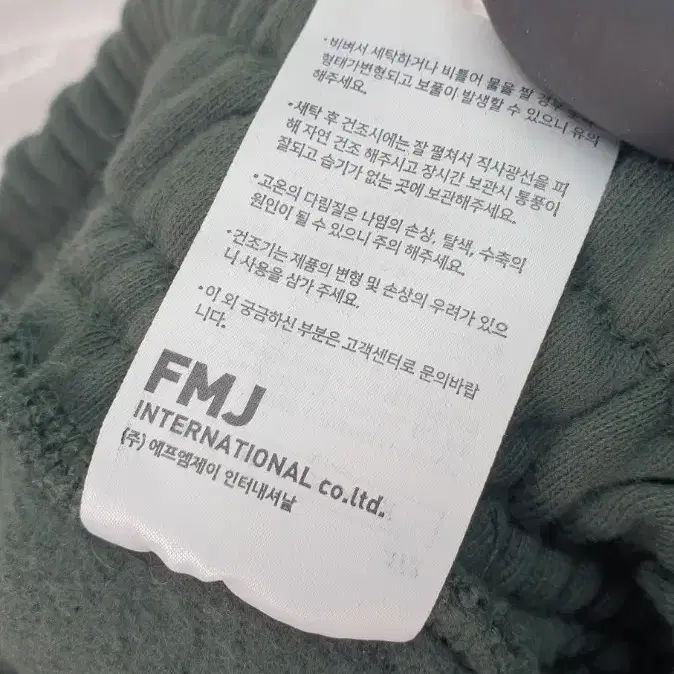 •비벼서 세탁하거나 비틀어 물을 짤 경우
형태가변형되고 보풀이 발생할 수 있으니 유의
해주세요.
•세탁 후 건조시에는 잘 펼쳐서 직사광선을 피
해 자연 건조 해주시고 장시간 보관시 통풍이
잘되고 습기가 없는 곳에 보관해주세요.
•고온의 다림질은 나염의 손상, 탈색, 수축의
원인이 될 수 있으니 주의 해주세요.
•건조기는 제품의 변형 및 손상의 우려가 있으
니 사용을 삼가 주세요.
•이 외 궁금하신 부분은 고객센터로 문의바랍
니다.
FMJ
INTERNATIONAL co.ltd.
(주) 에프엠제이 인터내셔날